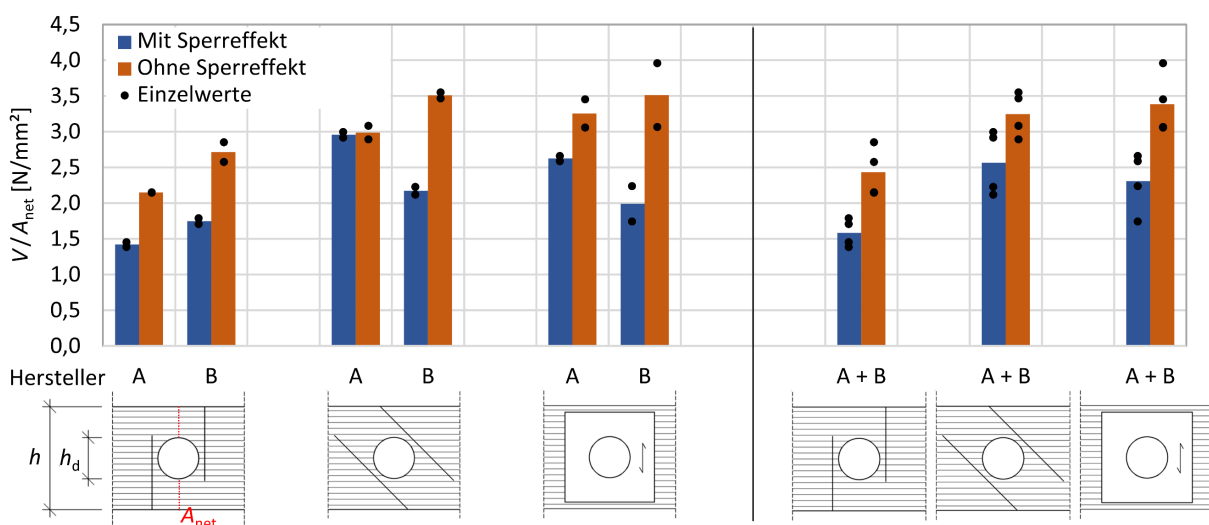 4,5
4,0
3,5
3,0
2,5
2,0
1,5
1,0
0,5
0,0
V/A_net [N/mm²]
Mit Sperreffekt
Ohne Sperreffekt
Einzelwerte
Hersteller A B A B A B A + B A + B A + B
h
h_d
A_net